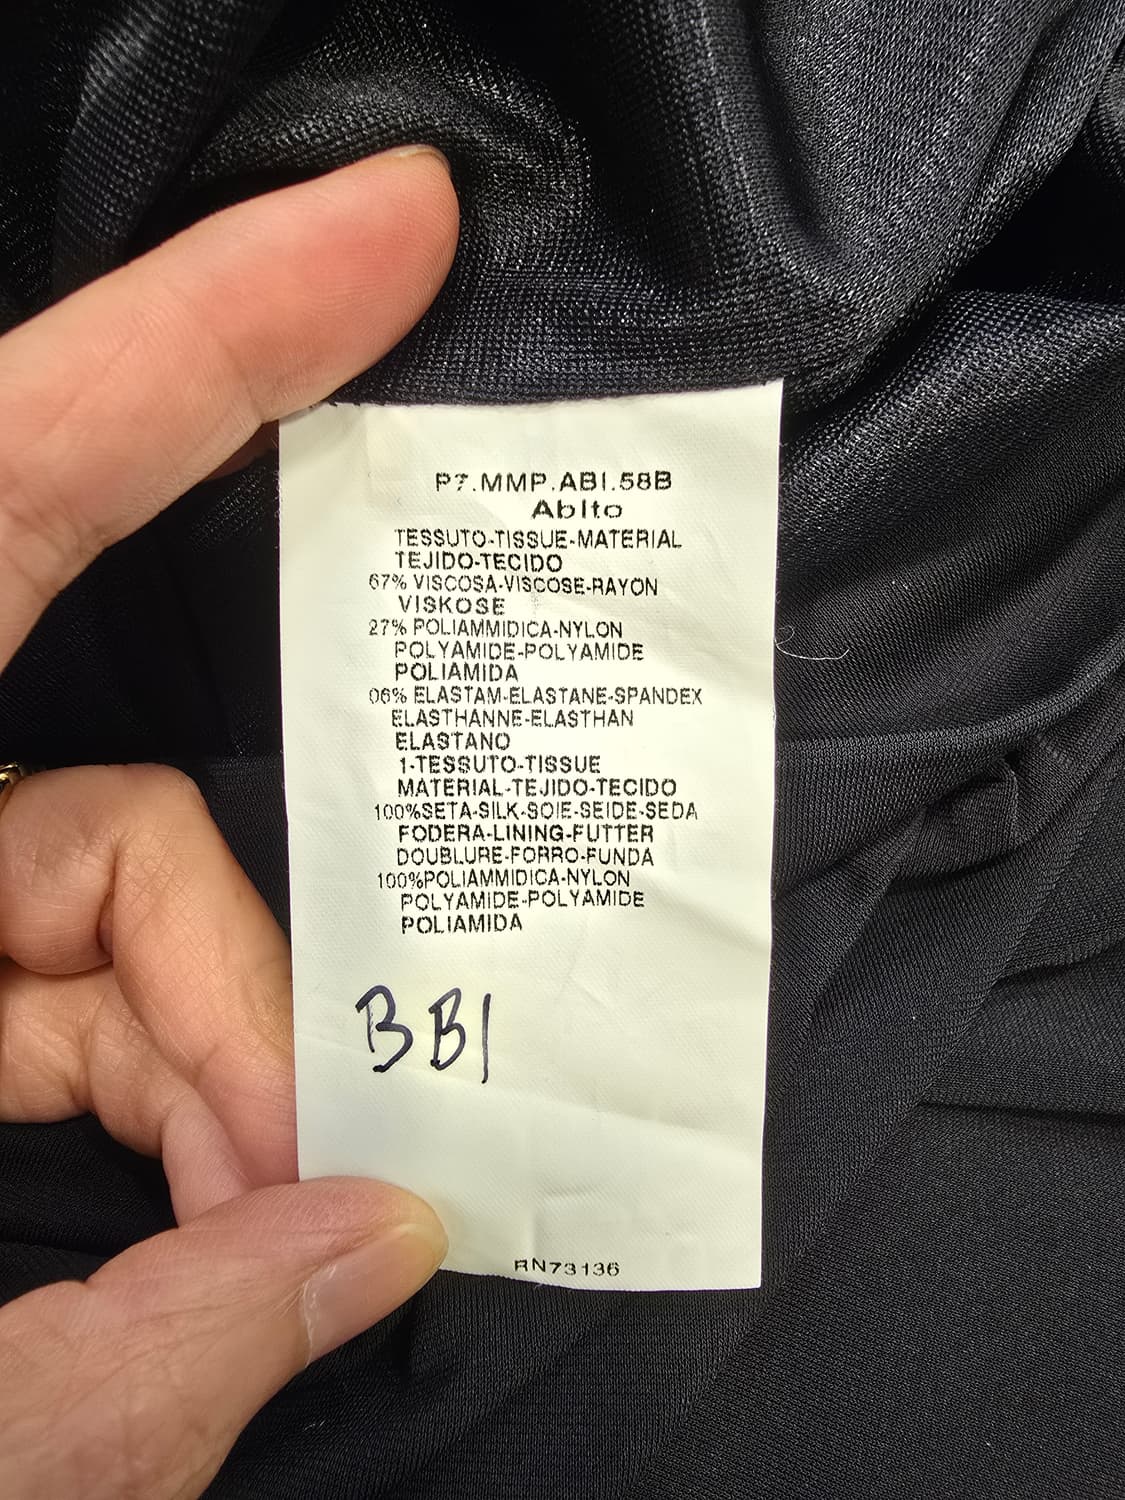 P7.MMP.ABI.58B
Abito
TESSUTO-TISSUE-MATERIAL
TEJIDO-TECIDO
67% VISCOSA-VISCOSE-RAYON
VISKOSE
27% POLIAMMIDICA-NYLON
POLYAMIDE-POLYAMIDE
POLIAMIDA
06% ELASTAM-ELASTANE-SPANDEX
ELASTHANNE-ELASTHAN
ELASTANO
1-TESSUTO-TISSUE
MATERIAL-TEJIDO-TECIDO
100%SETA-SILK-SOIE-SEIDE-SEDA
FODERA-LINING-FUTTER
DOUBLURE-FORRO-FUNDA
100%POLIAMMIDICA-NYLON
POLYAMIDE-POLYAMIDE
POLIAMIDA
BB1
RN73136